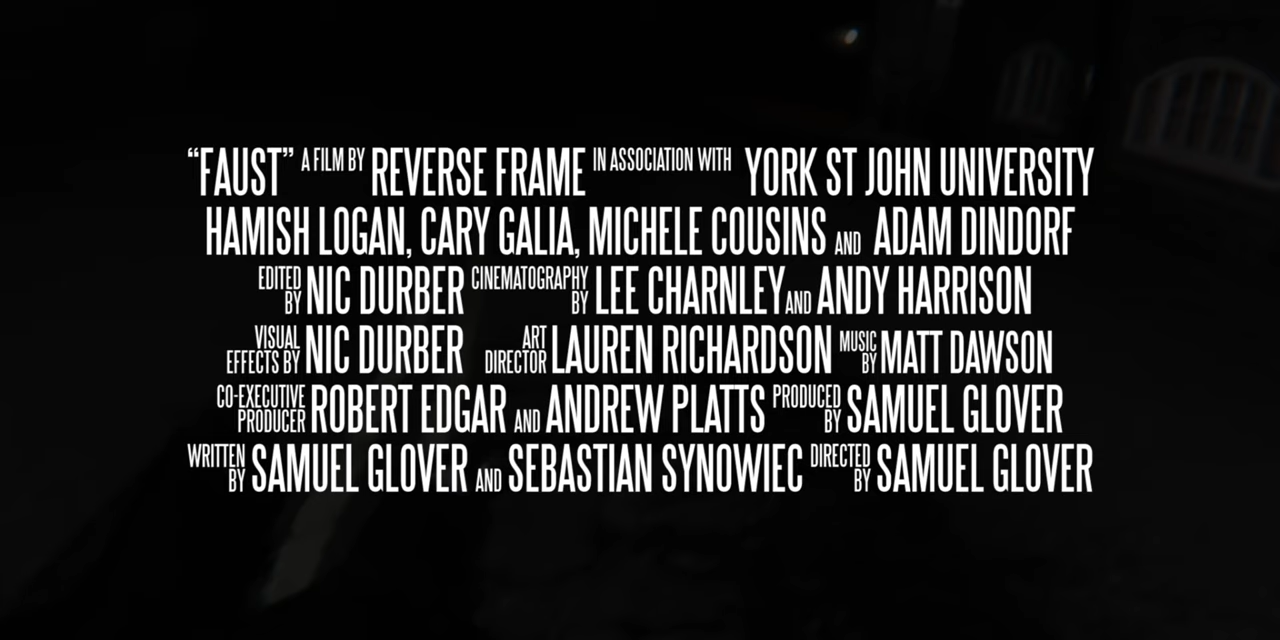 “FAUST” A FILM BY REVERSE FRAME IN ASSOCIATION WITH YORK ST JOHN UNIVERSITY
HAMISH LOGAN, CARY GALIA, MICHELE COUSINS AND ADAM DINDORF
EDITED BY NIC DURBER CINEMATOGRAPHY BY LEE CHARNLEY AND ANDY HARRISON
VISUAL EFFECTS BY NIC DURBER ART DIRECTOR LAUREN RICHARDSON MUSIC BY MATT DAWSON
CO-EXECUTIVE PRODUCER ROBERT EDGAR AND ANDREW PLATTS PRODUCED BY SAMUEL GLOVER
WRITTEN BY SAMUEL GLOVER AND SEBASTIAN SYNOWIEC DIRECTED BY SAMUEL GLOVER